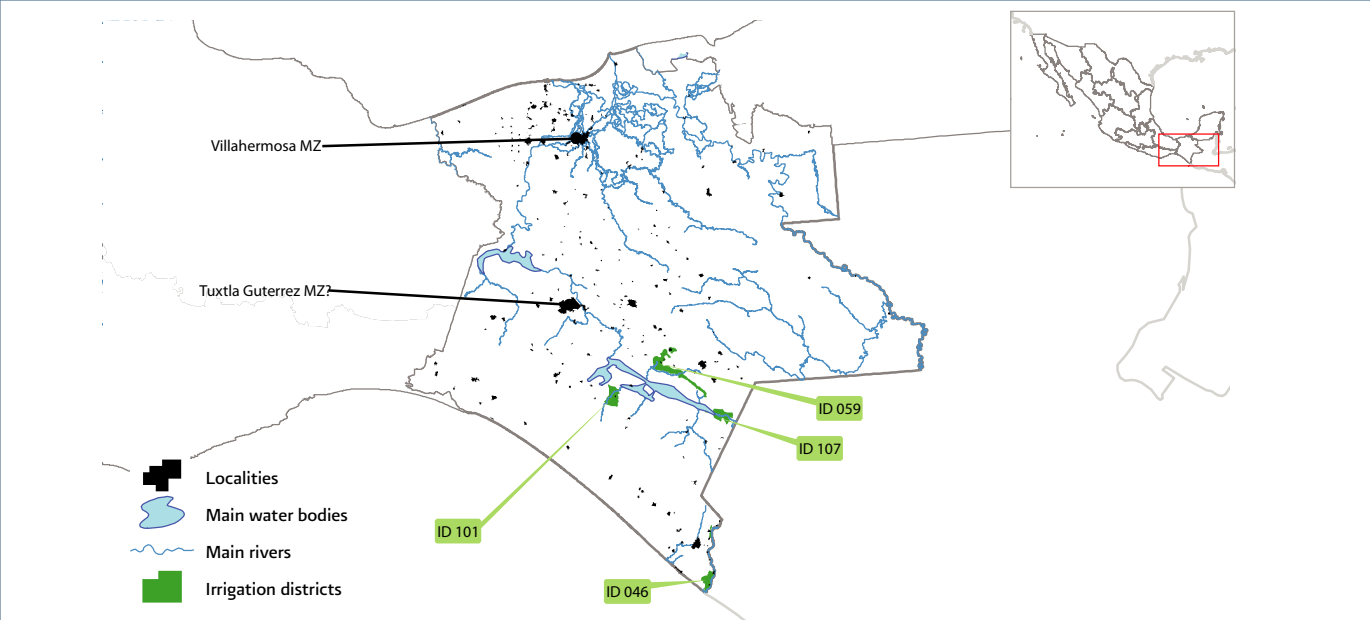 Villahermosa MZ
Tuxtla Guterrez MZ?
ID 059
ID 107
ID 101
ID 046
Localities
Main water bodies
Main rivers
Irrigation districts